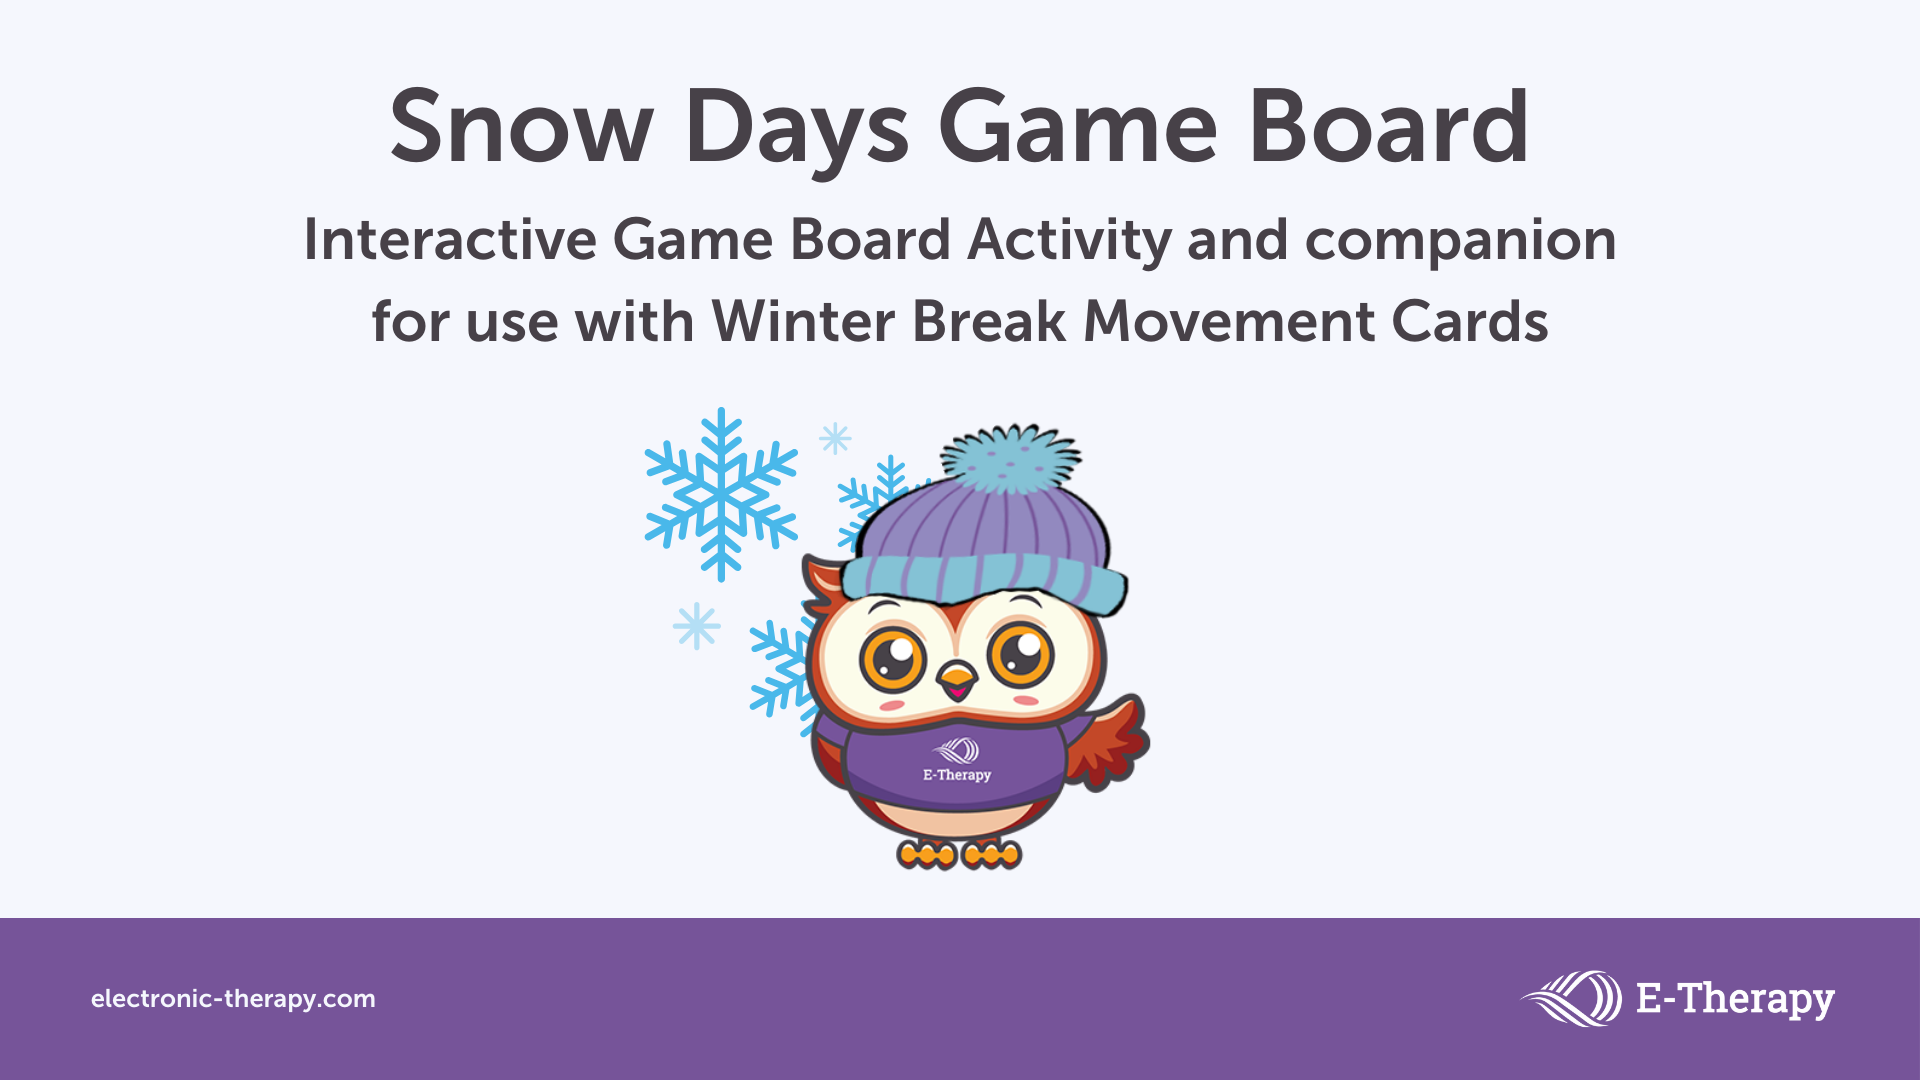 Snow Days Game Board
Interactive Game Board Activity and companion
for use with Winter Break Movement Cards
E-Therapy
electronic-therapy.com
E-Therapy